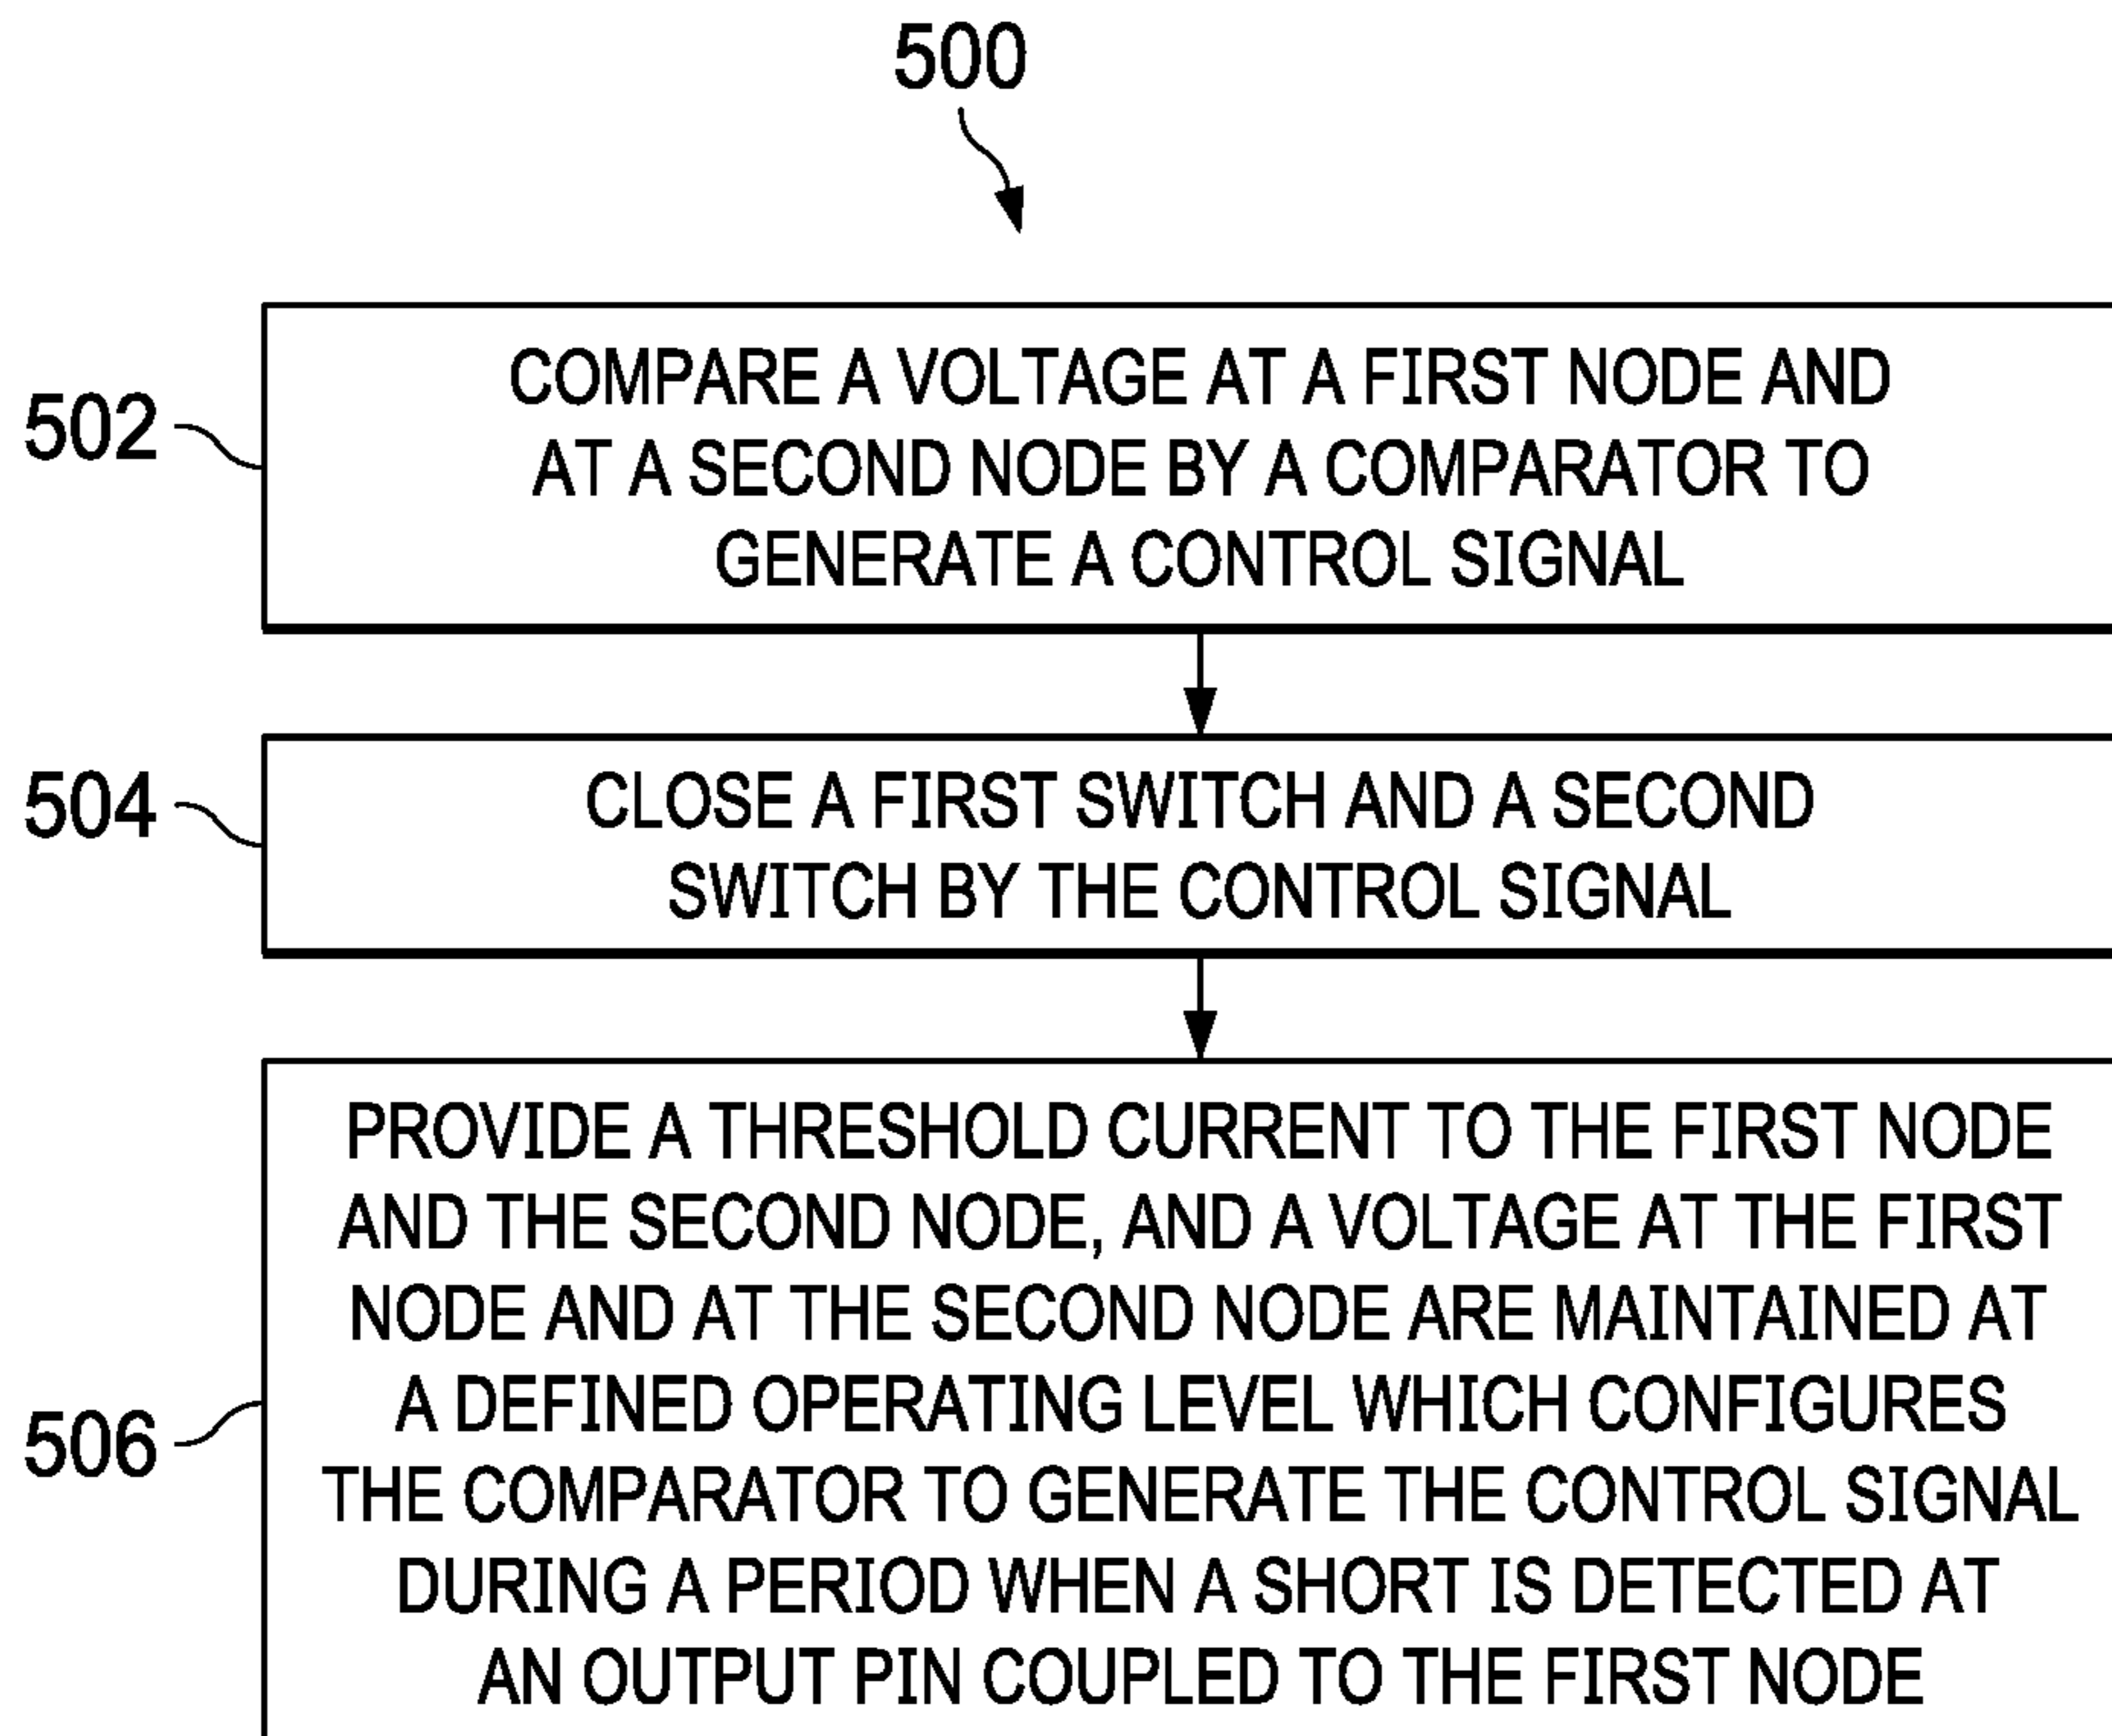 500
502
COMPARE A VOLTAGE AT A FIRST NODE AND
AT A SECOND NODE BY A COMPARATOR TO
GENERATE A CONTROL SIGNAL
504
CLOSE A FIRST SWITCH AND A SECOND
SWITCH BY THE CONTROL SIGNAL
506
PROVIDE A THRESHOLD CURRENT TO THE FIRST NODE
AND THE SECOND NODE, AND A VOLTAGE AT THE FIRST
NODE AND AT THE SECOND NODE ARE MAINTAINED AT
A DEFINED OPERATING LEVEL WHICH CONFIGURES
THE COMPARATOR TO GENERATE THE CONTROL SIGNAL
DURING A PERIOD WHEN A SHORT IS DETECTED AT
AN OUTPUT PIN COUPLED TO THE FIRST NODE